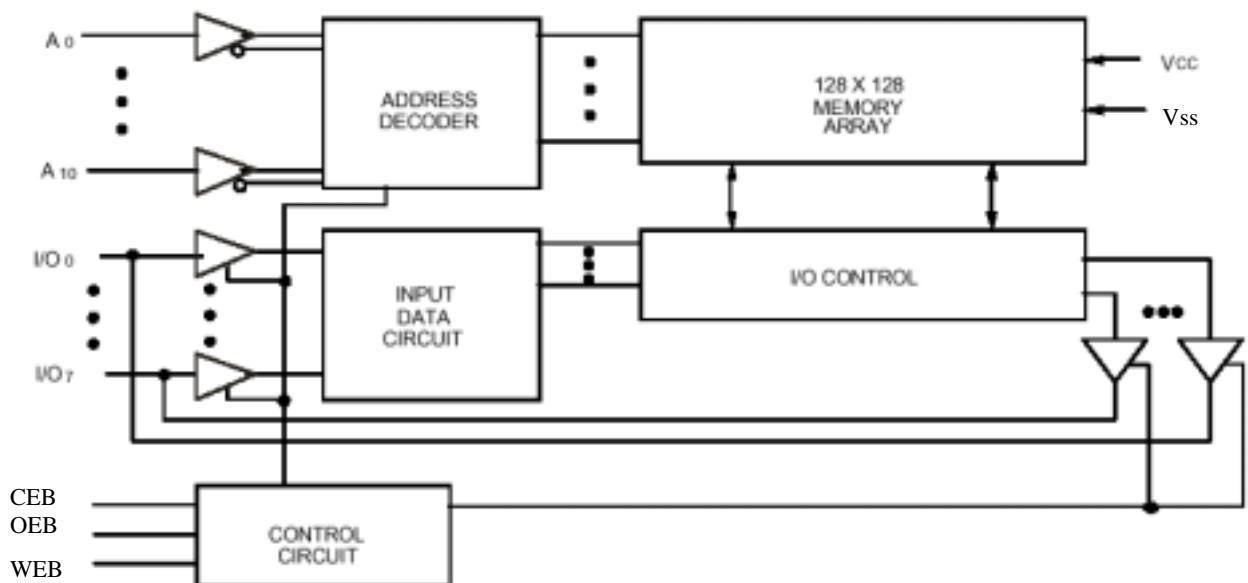 A 0
A 10
ADDRESS
DECODER
128 X 128
MEMORY
ARRAY
VCC
Vss
I/O 0
I/O 7
INPUT
DATA
CIRCUIT
I/O CONTROL
CEB
OEB
WEB
CONTROL
CIRCUIT